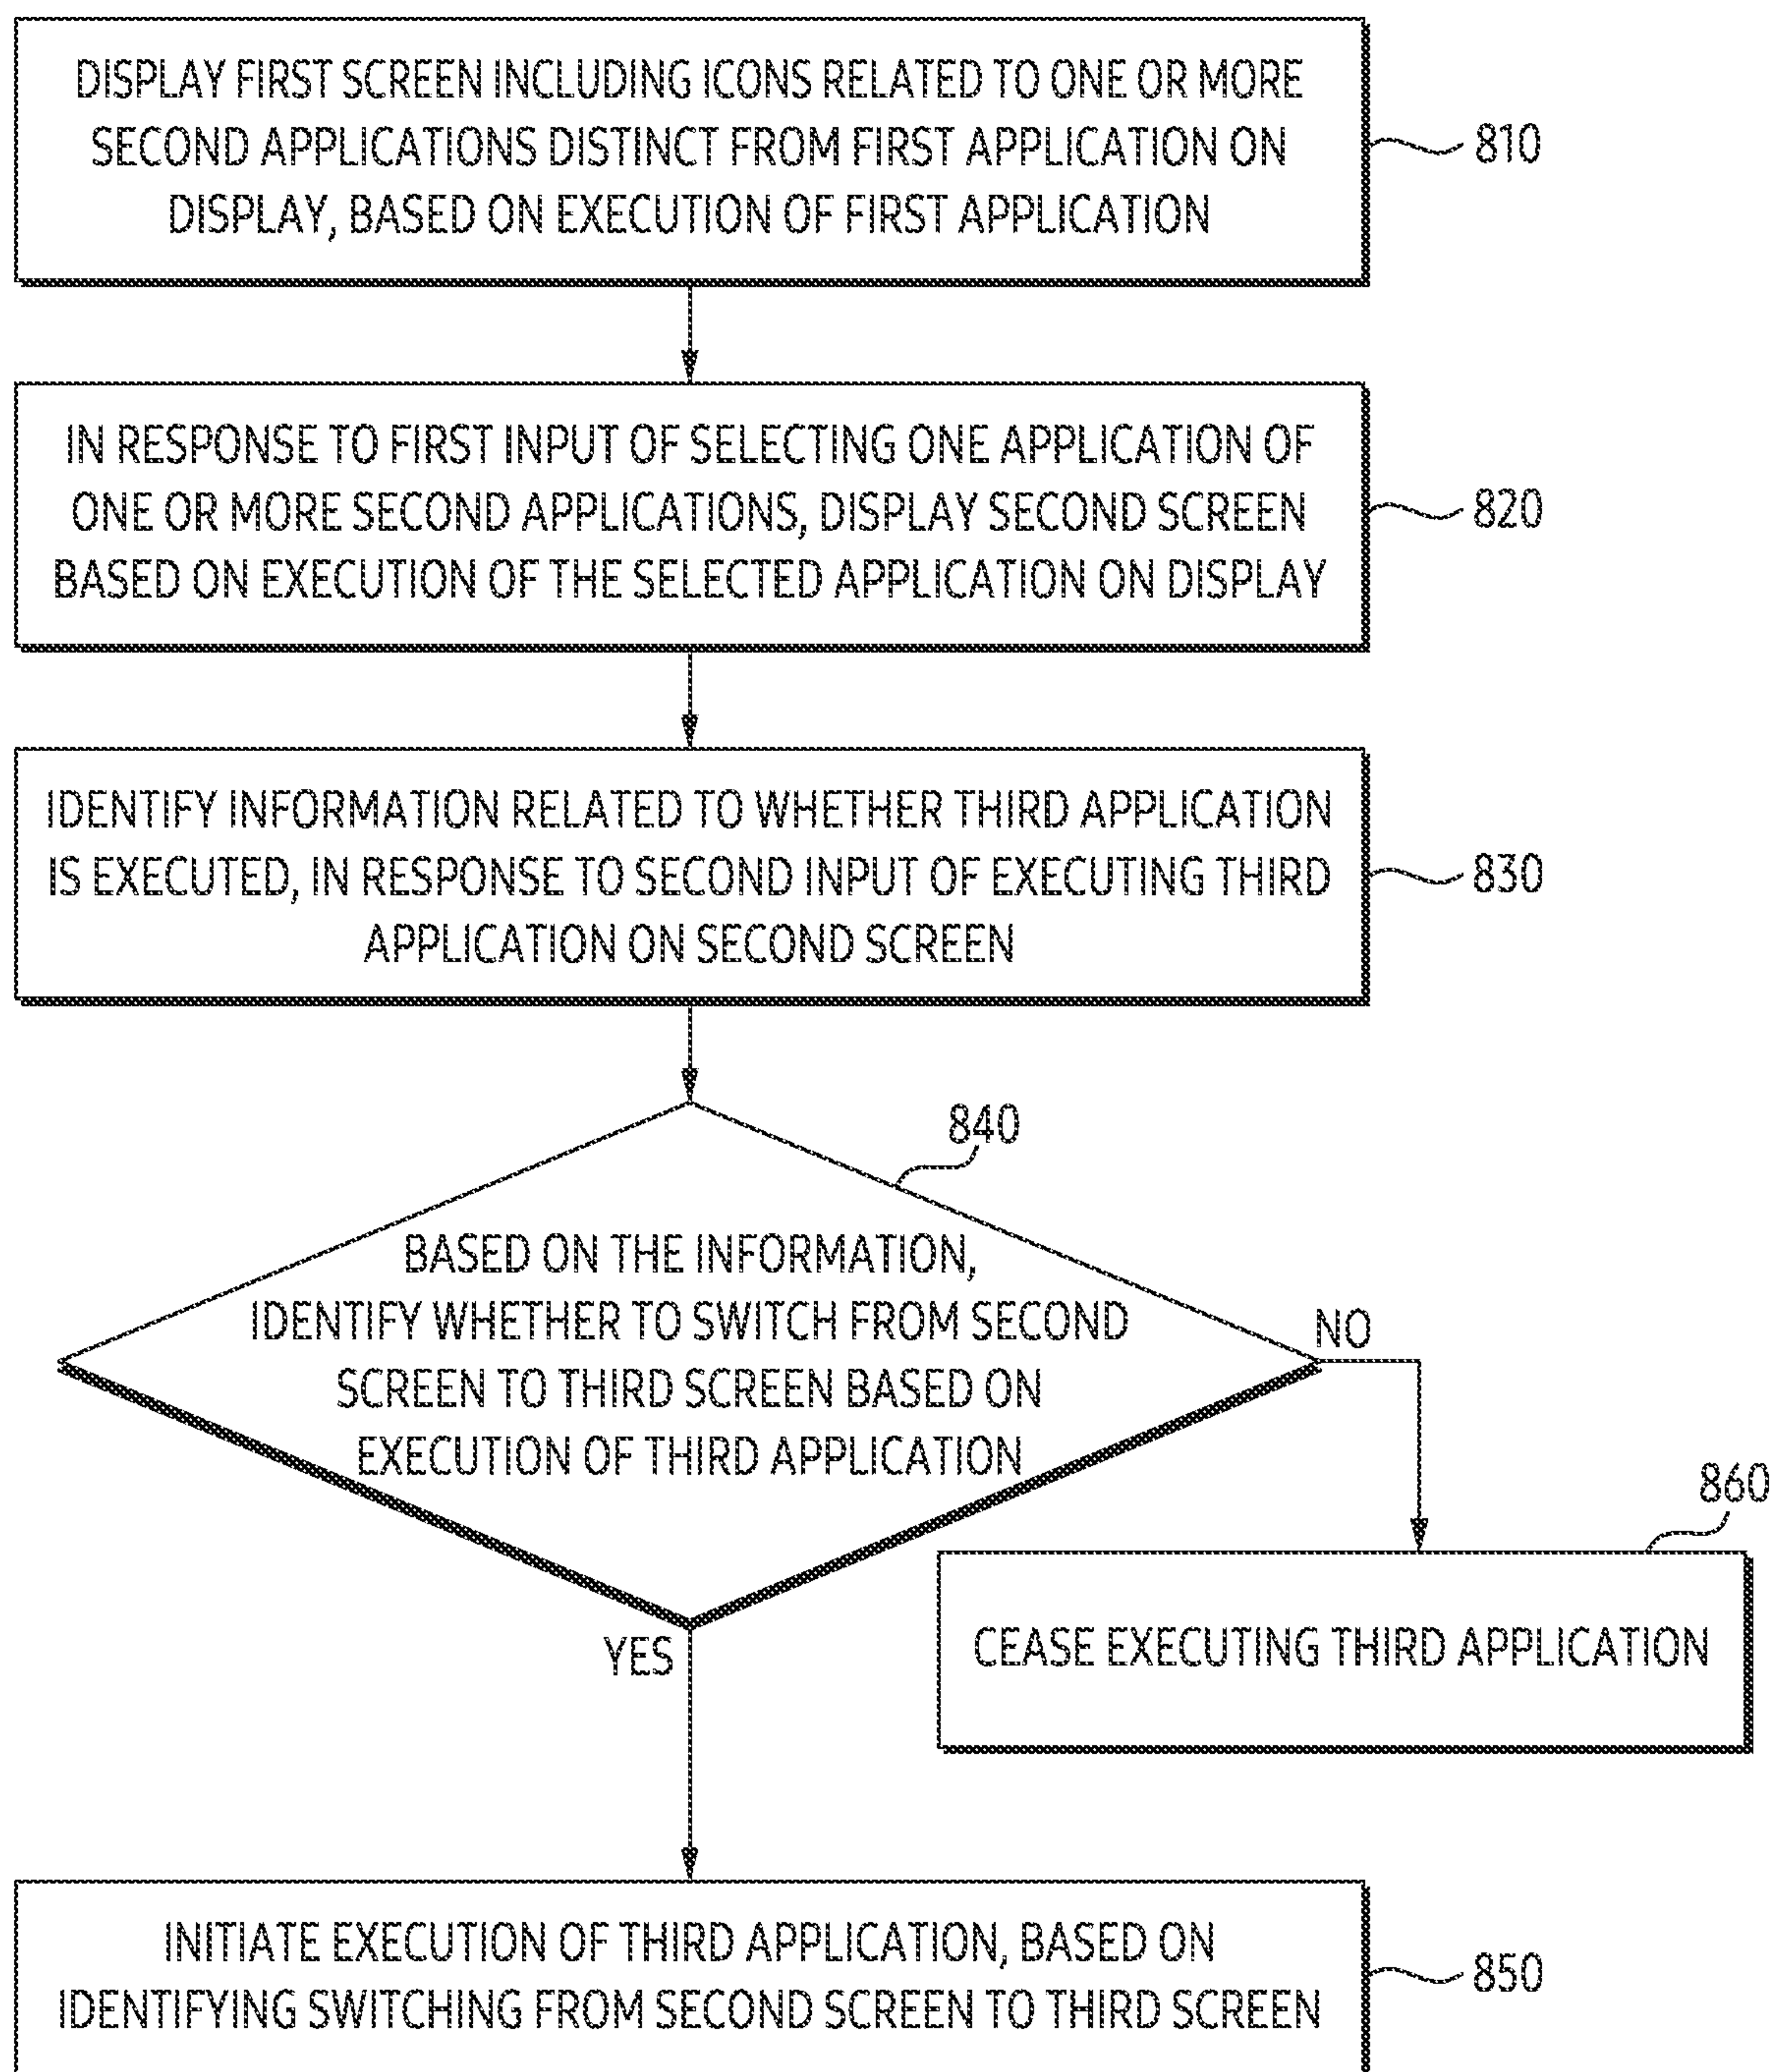 DISPLAY FIRST SCREEN INCLUDING ICONS RELATED TO ONE OR MORE
SECOND APPLICATIONS DISTINCT FROM FIRST APPLICATION ON
DISPLAY, BASED ON EXECUTION OF FIRST APPLICATION
810
IN RESPONSE TO FIRST INPUT OF SELECTING ONE APPLICATION OF
ONE OR MORE SECOND APPLICATIONS, DISPLAY SECOND SCREEN
BASED ON EXECUTION OF THE SELECTED APPLICATION ON DISPLAY
820
IDENTIFY INFORMATION RELATED TO WHETHER THIRD APPLICATION
IS EXECUTED, IN RESPONSE TO SECOND INPUT OF EXECUTING THIRD
APPLICATION ON SECOND SCREEN
830
840
BASED ON THE INFORMATION,
IDENTIFY WHETHER TO SWITCH FROM SECOND
SCREEN TO THIRD SCREEN BASED ON
EXECUTION OF THIRD APPLICATION
NO
860
CEASE EXECUTING THIRD APPLICATION
YES
INITIATE EXECUTION OF THIRD APPLICATION, BASED ON
IDENTIFYING SWITCHING FROM SECOND SCREEN TO THIRD SCREEN
850